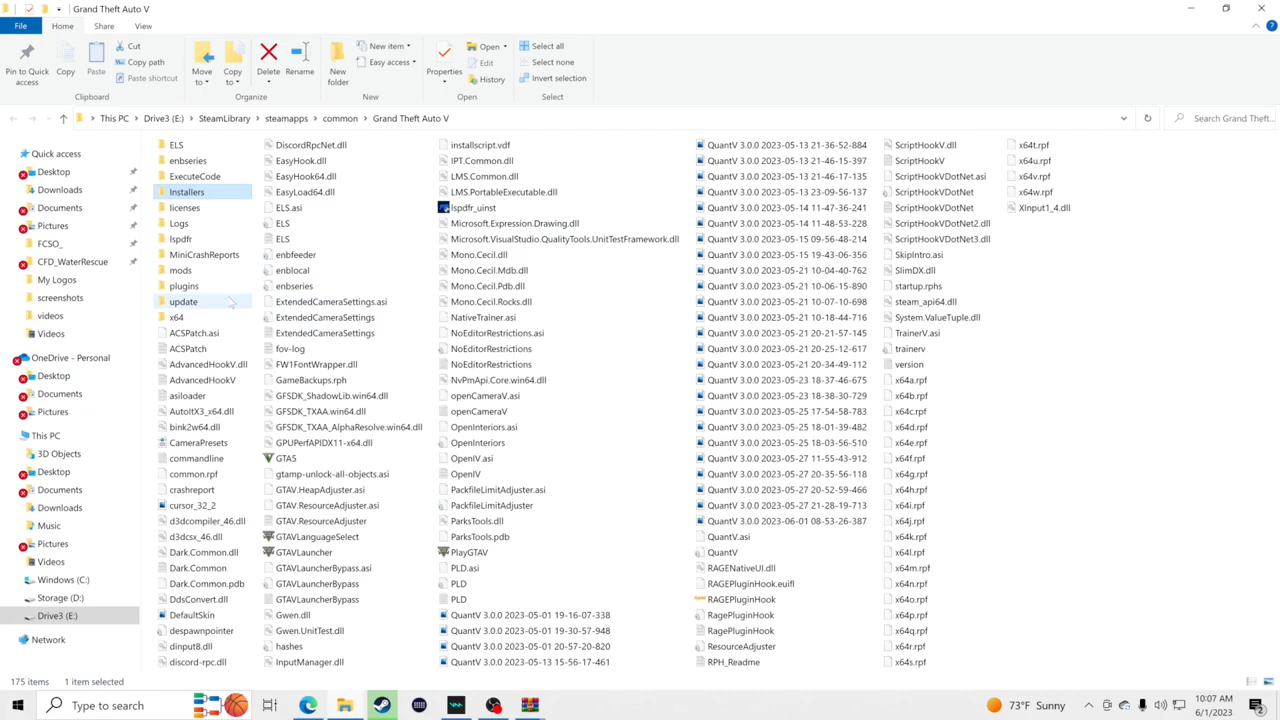 Grand Theft Auto V
File
Home
Share
View
Pin to Quick access
Copy
Paste
Cut
Copy path
Paste shortcut
Clipboard
Move to
Copy to
Delete
Rename
Organize
New folder
New item
Easy access
New
Properties
Open
Edit
History
Open
Select all
Select none
Invert selection
Select
This PC > Drive3 (E:) > SteamLibrary > steamapps > common > Grand Theft Auto V
Search Grand Theft...
Quick access
Desktop
Downloads
Documents
Pictures
FCSO_
CFD_WaterRescue
My Logos
screenshots
videos
Videos
OneDrive - Personal
Desktop
Documents
Pictures
This PC
3D Objects
Desktop
Documents
Downloads
Music
Pictures
Videos
Windows (C:)
Storage (D:)
Drive3 (E:)
Network
ELS
enbseries
ExecuteCode
Installers
licenses
Logs
lspdfr
MiniCrashReports
mods
plugins
update
x64
ACSPatch.asi
ACSPatch
AdvancedHookV.dll
AdvancedHookV
asiloader
AutoItX3_x64.dll
bink2w64.dll
CameraPresets
commandline
common.rpf
crashreport
cursor_32_2
d3dcompiler_46.dll
d3dcsx_46.dll
Dark.Common.dll
Dark.Common
Dark.Common.pdb
DdsConvert.dll
DefaultSkin
despawnpointer
dinput8.dll
discord-rpc.dll
DiscordRpcNet.dll
EasyHook.dll
EasyHook64.dll
EasyLoad64.dll
ELS.asi
ELS
ELS
enbfeeder
enblocal
enbseries
ExtendedCameraSettings.asi
ExtendedCameraSettings
ExtendedCameraSettings
fov-log
FW1FontWrapper.dll
GameBackups.rph
GFSDK_ShadowLib.win64.dll
GFSDK_TXAA.win64.dll
GFSDK_TXAA_AlphaResolve.win64.dll
GPUPerfAPIDX11-x64.dll
GTA5
gtamp-unlock-all-objects.asi
GTAV.HeapAdjuster.asi
GTAV.ResourceAdjuster.asi
GTAV.ResourceAdjuster
GTAVLanguageSelect
GTAVLauncher
GTAVLauncherBypass.asi
GTAVLauncherBypass
GTAVLauncherBypass
Gwen.dll
Gwen.UnitTest.dll
hashes
InputManager.dll
installscript.vdf
IPT.Common.dll
LMS.Common.dll
LMS.PortableExecutable.dll
lspdfr_uinst
Microsoft.Expression.Drawing.dll
Microsoft.VisualStudio.QualityTools.UnitTestFramework.dll
Mono.Cecil.dll
Mono.Cecil.Mdb.dll
Mono.Cecil.Pdb.dll
Mono.Cecil.Rocks.dll
NativeTrainer.asi
NoEditorRestrictions.asi
NoEditorRestrictions
NoEditorRestrictions
NvPmApi.Core.win64.dll
openCameraV.asi
openCameraV
OpenInteriors.asi
OpenInteriors
OpenIV.asi
OpenIV
PackfileLimitAdjuster.asi
PackfileLimitAdjuster
ParksTools.dll
ParksTools.pdb
PlayGTAV
PLD.asi
PLD
PLD
QuantV 3.0.0 2023-05-01 19-16-07-338
QuantV 3.0.0 2023-05-01 19-30-57-948
QuantV 3.0.0 2023-05-01 20-57-20-820
QuantV 3.0.0 2023-05-13 15-56-17-461
QuantV 3.0.0 2023-05-13 21-36-52-884
QuantV 3.0.0 2023-05-13 21-46-15-397
QuantV 3.0.0 2023-05-13 21-46-17-135
QuantV 3.0.0 2023-05-13 23-09-56-137
QuantV 3.0.0 2023-05-14 11-47-36-241
QuantV 3.0.0 2023-05-14 11-48-53-228
QuantV 3.0.0 2023-05-15 09-56-48-214
QuantV 3.0.0 2023-05-15 19-43-06-356
QuantV 3.0.0 2023-05-21 10-04-40-762
QuantV 3.0.0 2023-05-21 10-06-15-890
QuantV 3.0.0 2023-05-21 10-07-10-698
QuantV 3.0.0 2023-05-21 10-18-44-716
QuantV 3.0.0 2023-05-21 20-21-57-145
QuantV 3.0.0 2023-05-21 20-25-12-617
QuantV 3.0.0 2023-05-21 20-34-49-112
QuantV 3.0.0 2023-05-23 18-37-46-675
QuantV 3.0.0 2023-05-23 18-38-30-729
QuantV 3.0.0 2023-05-25 17-54-58-783
QuantV 3.0.0 2023-05-25 18-01-39-482
QuantV 3.0.0 2023-05-25 18-03-56-510
QuantV 3.0.0 2023-05-27 11-55-43-912
QuantV 3.0.0 2023-05-27 20-35-56-118
QuantV 3.0.0 2023-05-27 20-52-59-466
QuantV 3.0.0 2023-05-27 21-28-19-713
QuantV 3.0.0 2023-06-01 08-53-26-387
QuantV.asi
QuantV
RAGENativeUI.dll
RAGEPluginHook.euifl
RAGEPluginHook
RagePluginHook
RagePluginHook
ResourceAdjuster
RPH_Readme
ScriptHookV.dll
ScriptHookV
ScriptHookVDotNet.asi
ScriptHookVDotNet
ScriptHookVDotNet
ScriptHookVDotNet2.dll
ScriptHookVDotNet3.dll
SkipIntro.asi
SlimDX.dll
startup.rphs
steam_api64.dll
System.ValueTuple.dll
TrainerV.asi
trainerv
version
x64a.rpf
x64b.rpf
x64c.rpf
x64d.rpf
x64e.rpf
x64f.rpf
x64g.rpf
x64h.rpf
x64i.rpf
x64j.rpf
x64k.rpf
x64l.rpf
x64m.rpf
x64n.rpf
x64o.rpf
x64p.rpf
x64q.rpf
x64r.rpf
x64s.rpf
x64t.rpf
x64u.rpf
x64v.rpf
x64w.rpf
XInput1_4.dll
175 items 1 item selected
Type to search
73°F Sunny
10:07 AM
6/1/2023
2